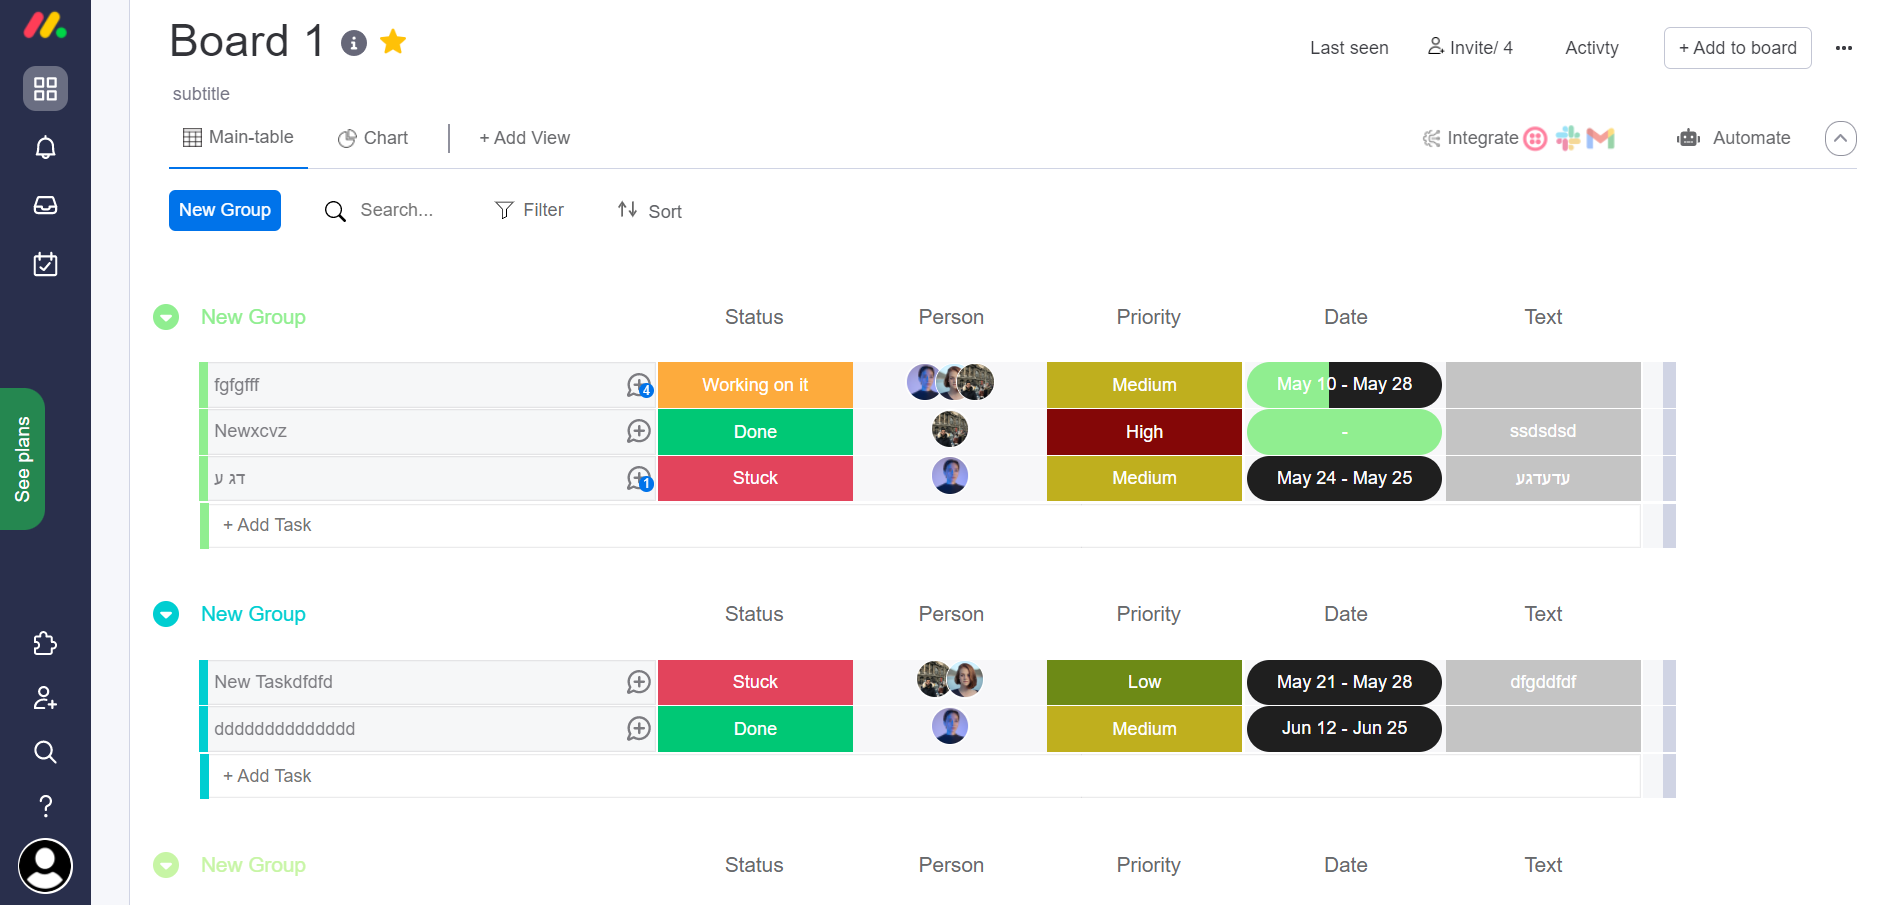 Board 1
Last seen Invite/ 4 Activty + Add to board
subtitle
Main-table Chart + Add View Integrate Automate
New Group Search... Filter Sort
See plans
New Group Status Person Priority Date Text
fgfgfff 4 Working on it Medium May 10 - May 28
Newxcvz Done High - ssdsdsd
דג ע 1 Stuck Medium May 24 - May 25 עדעדגע
+ Add Task
New Group Status Person Priority Date Text
New Taskdfdfd Stuck Low May 21 - May 28 dfgddfdf
dddddddddddddd Done Medium Jun 12 - Jun 25
+ Add Task
New Group Status Person Priority Date Text